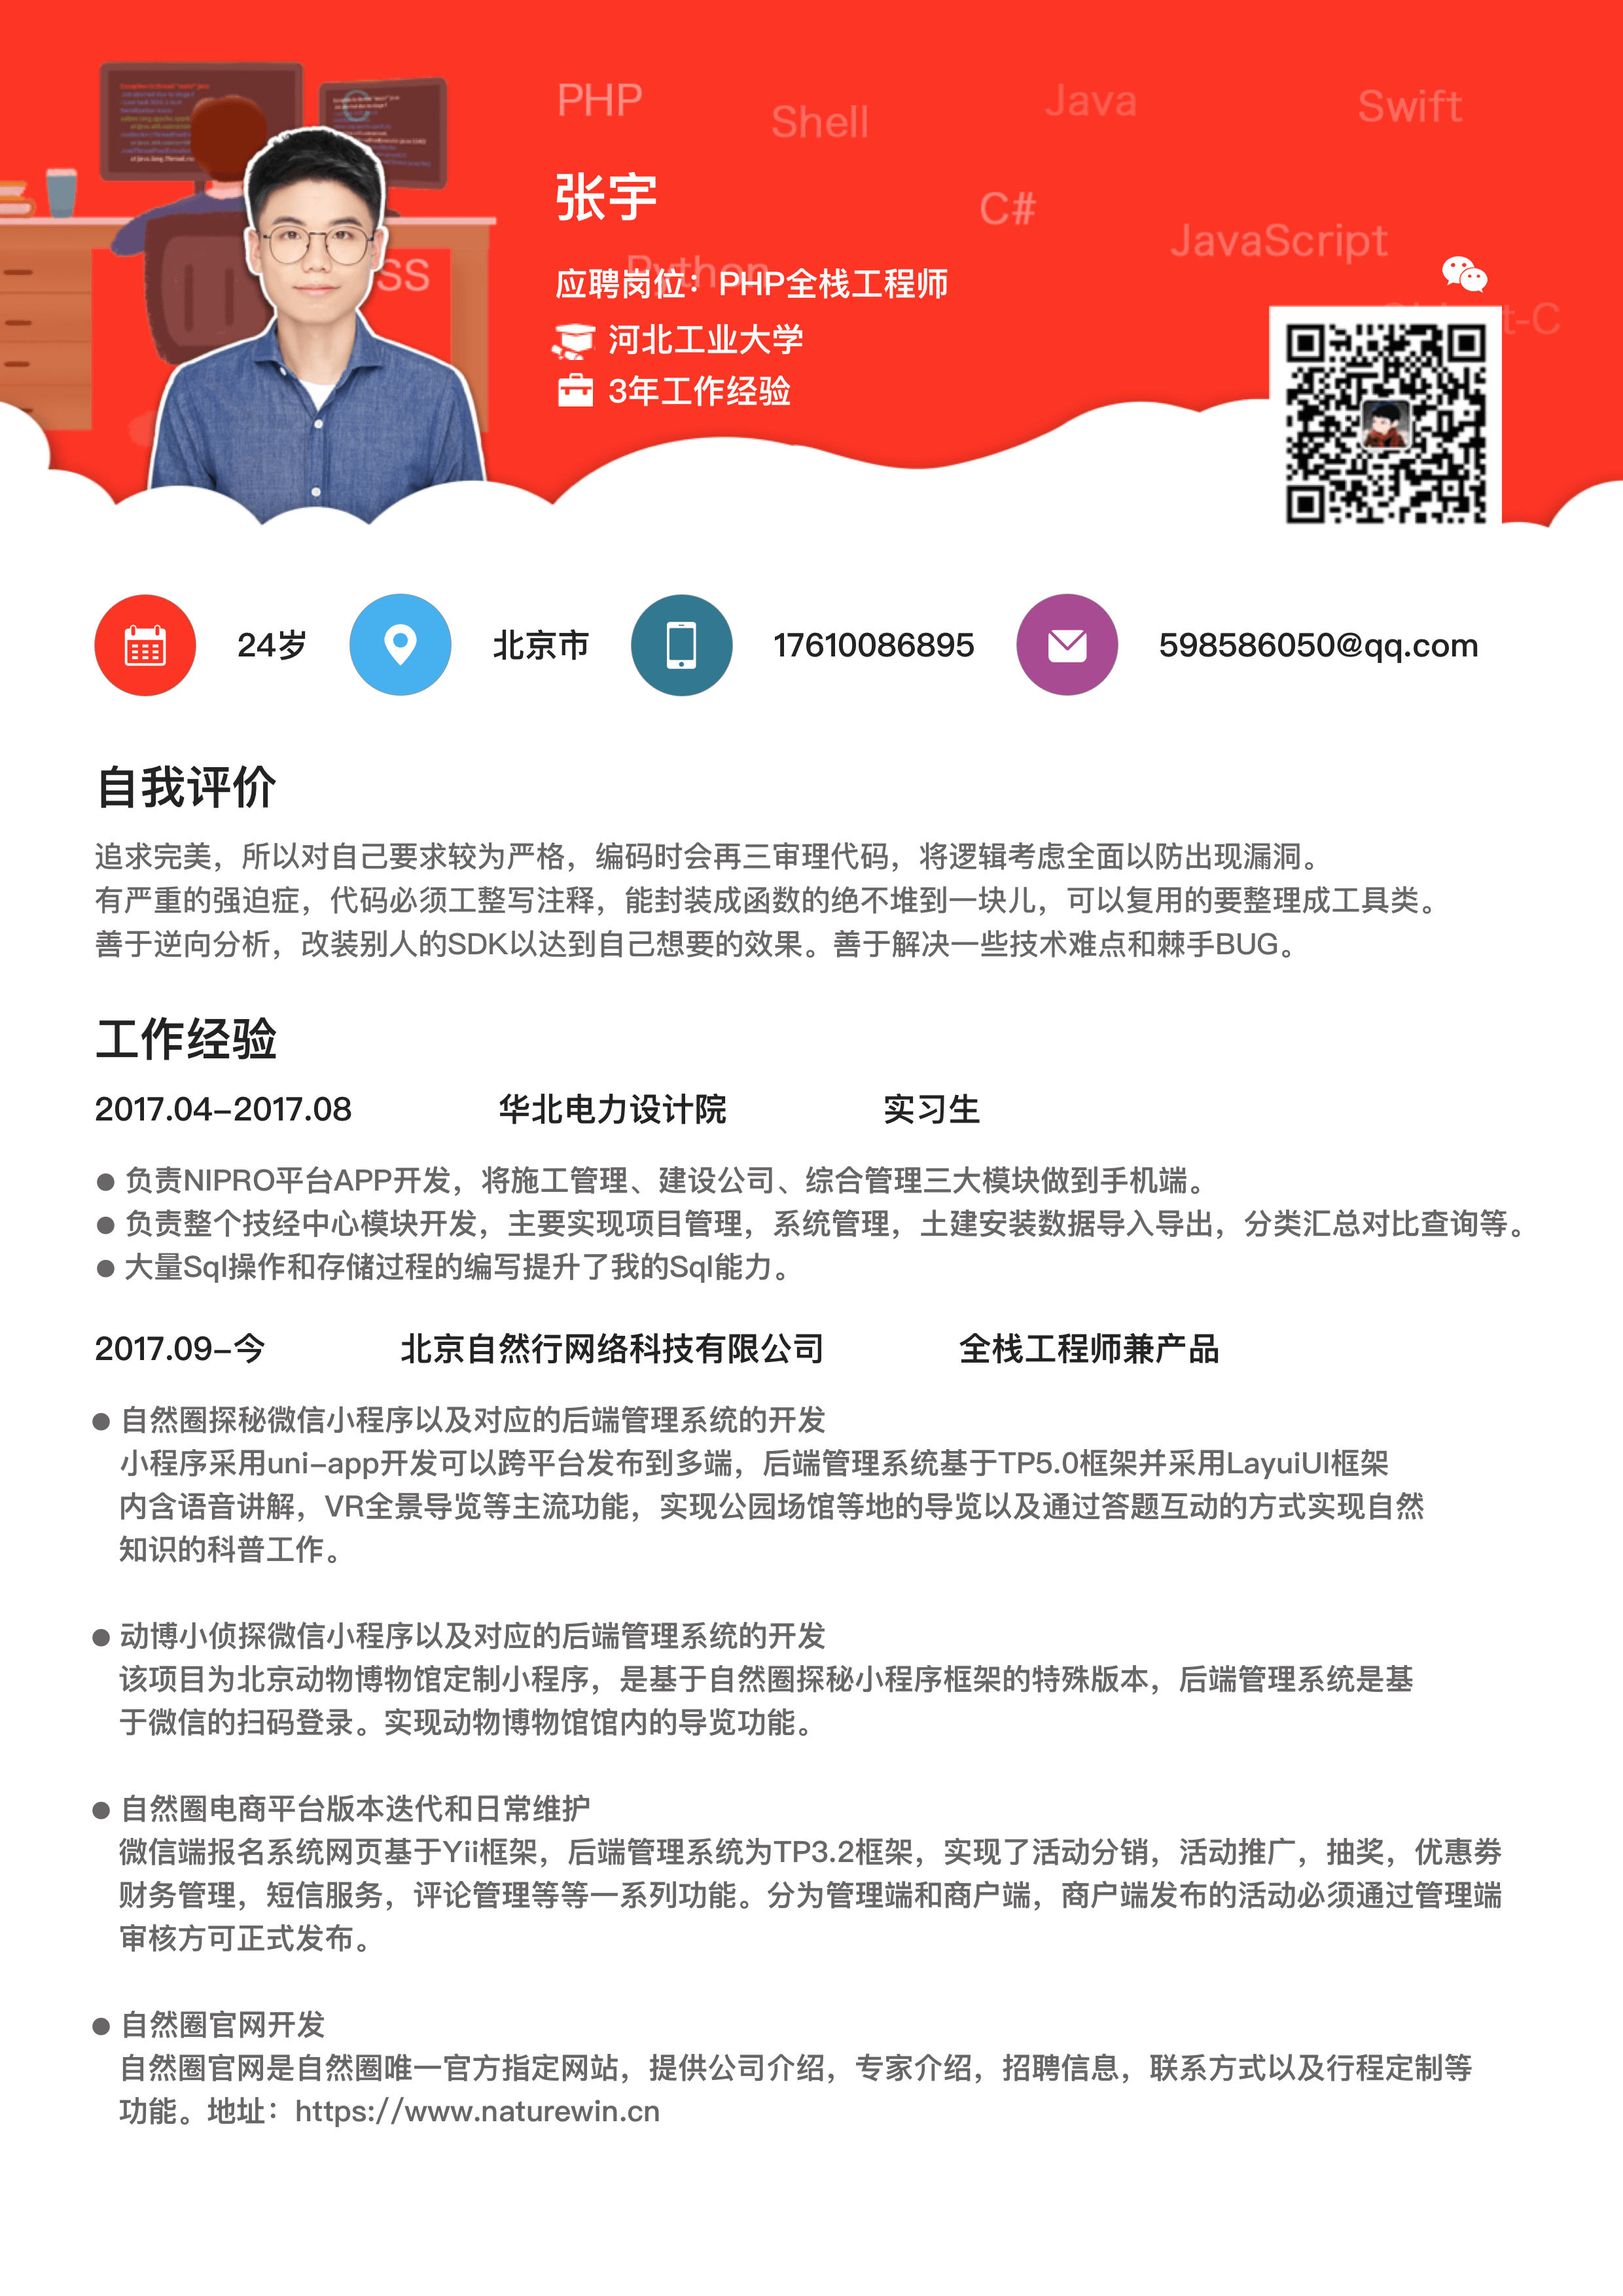 PHP
Shell
Java
Swift
张宇
C#
JavaScript
Python
应聘岗位：PHP全栈工程师
SS
t-C
河北工业大学
3年工作经验
24岁
北京市
17610086895
598586050@qq.com
自我评价
追求完美，所以对自己要求较为严格，编码时会再三审理代码，将逻辑考虑全面以防出现漏洞。
有严重的强迫症，代码必须工整写注释，能封装成函数的绝不堆到一块儿，可以复用的要整理成工具类。
善于逆向分析，改装别人的SDK以达到自己想要的效果。善于解决一些技术难点和棘手BUG。
工作经验
2017.04-2017.08 华北电力设计院 实习生
● 负责NIPRO平台APP开发，将施工管理、建设公司、综合管理三大模块做到手机端。
● 负责整个技经中心模块开发，主要实现项目管理，系统管理，土建安装数据导入导出，分类汇总对比查询等。
● 大量Sql操作和存储过程的编写提升了我的Sql能力。
2017.09-今 北京自然行网络科技有限公司 全栈工程师兼产品
● 自然圈探秘微信小程序以及对应的后端管理系统的开发
小程序采用uni-app开发可以跨平台发布到多端，后端管理系统基于TP5.0框架并采用LayuiUI框架
内含语音讲解，VR全景导览等主流功能，实现公园场馆等地的导览以及通过答题互动的方式实现自然
知识的科普工作。
● 动博小侦探微信小程序以及对应的后端管理系统的开发
该项目为北京动物博物馆定制小程序，是基于自然圈探秘小程序框架的特殊版本，后端管理系统是基
于微信的扫码登录。实现动物博物馆馆内的导览功能。
● 自然圈电商平台版本迭代和日常维护
微信端报名系统网页基于Yii框架，后端管理系统为TP3.2框架，实现了活动分销，活动推广，抽奖，优惠券
财务管理，短信服务，评论管理等等一系列功能。分为管理端和商户端，商户端发布的活动必须通过管理端
审核方可正式发布。
● 自然圈官网开发
自然圈官网是自然圈唯一官方指定网站，提供公司介绍，专家介绍，招聘信息，联系方式以及行程定制等
功能。地址：https://www.naturewin.cn